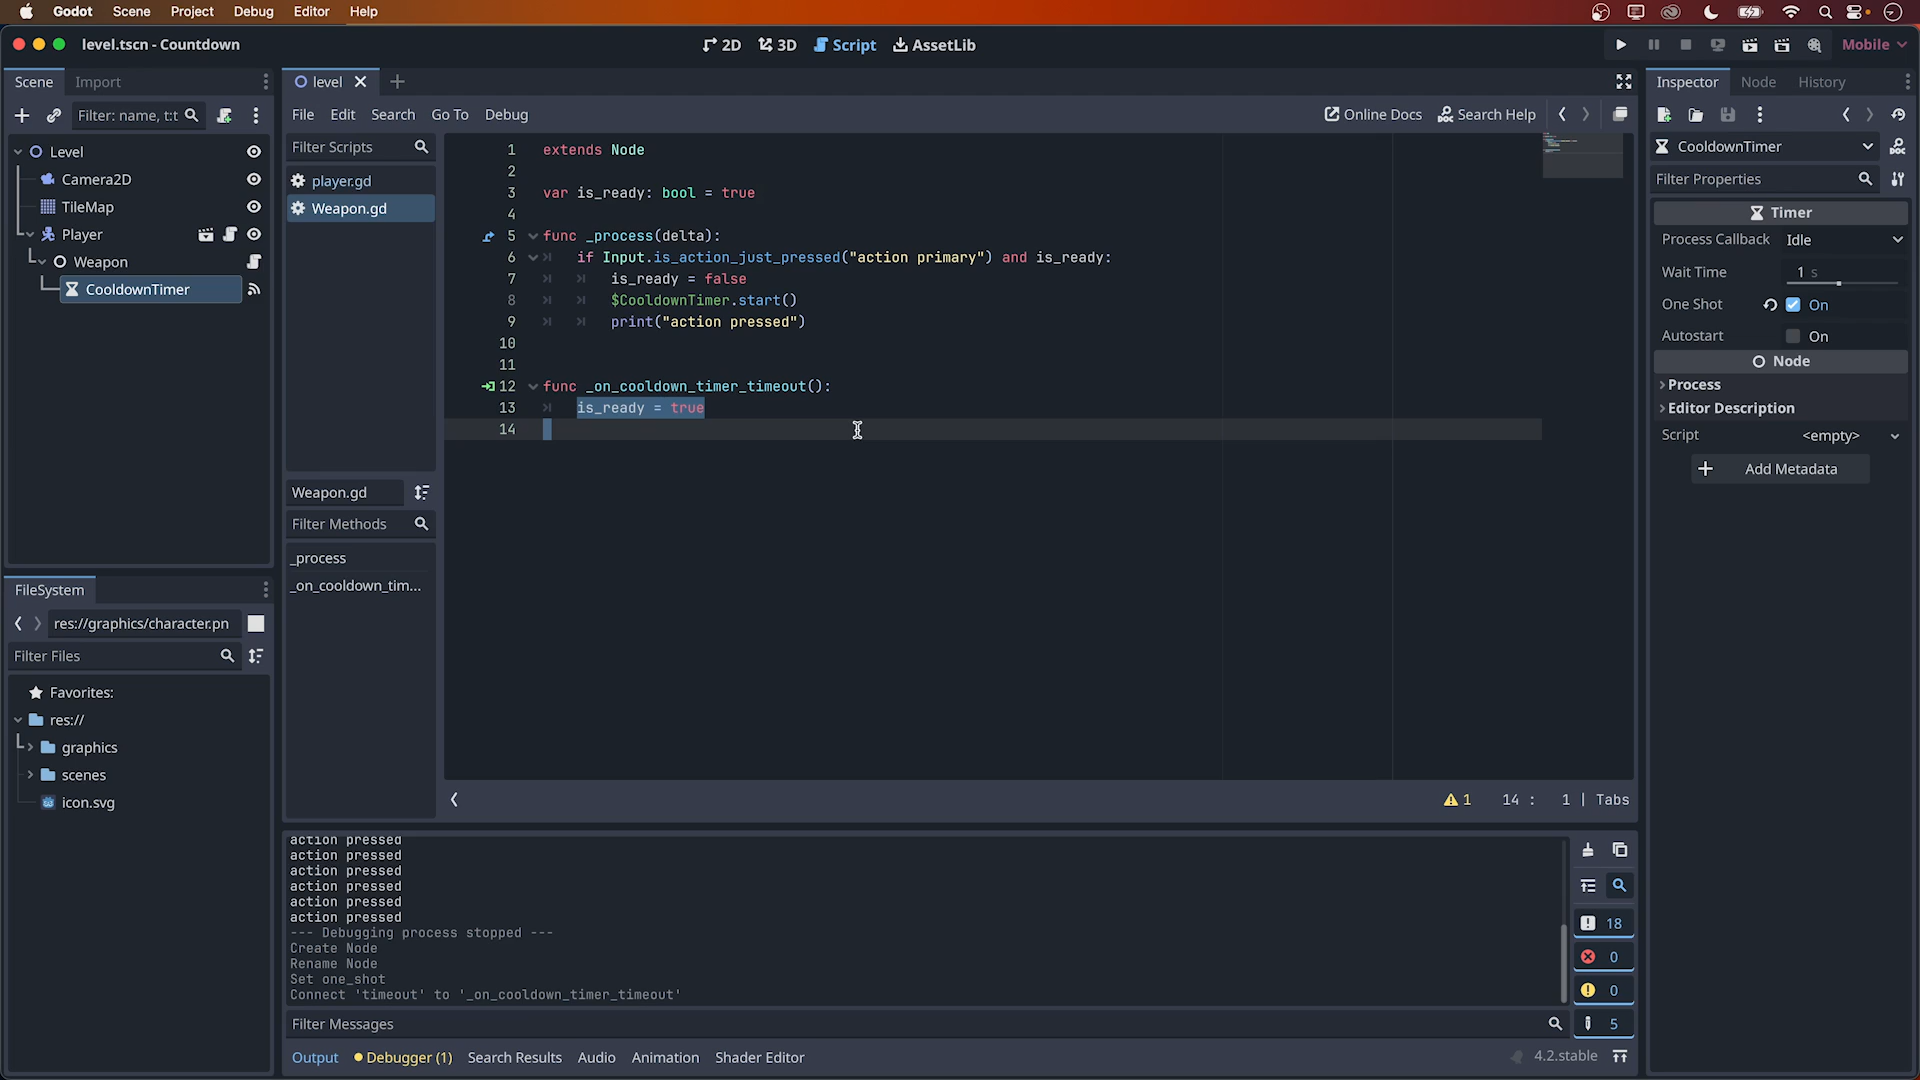 Godot Scene Project Debug Editor Help
level.tscn - Countdown
2D 3D Script AssetLib
Mobile
Scene Import
Filter: name, t:t
Level
Camera2D
TileMap
Player
Weapon
CooldownTimer
FileSystem
res://graphics/character.pn
Filter Files
Favorites:
res://
graphics
scenes
icon.svg
level
File Edit Search Go To Debug
Online Docs Search Help
Filter Scripts
player.gd
Weapon.gd
Weapon.gd
Filter Methods
_process
_on_cooldown_tim...
1 extends Node
2
3 var is_ready: bool = true
4
5 func _process(delta):
6 if Input.is_action_just_pressed("action primary") and is_ready:
7 is_ready = false
8 $CooldownTimer.start()
9 print("action pressed")
10
11
12 func _on_cooldown_timer_timeout():
13 is_ready = true
14
1 14 : 1 | Tabs
action pressed
action pressed
action pressed
action pressed
action pressed
action pressed
--- Debugging process stopped ---
Create Node
Rename Node
Set one_shot
Connect 'timeout' to '_on_cooldown_timer_timeout'
Filter Messages
18
0
0
5
Output Debugger (1) Search Results Audio Animation Shader Editor
4.2.stable
Inspector Node History
CooldownTimer
Filter Properties
Timer
Process Callback Idle
Wait Time 1 s
One Shot On
Autostart On
Node
Process
Editor Description
Script <empty>
Add Metadata